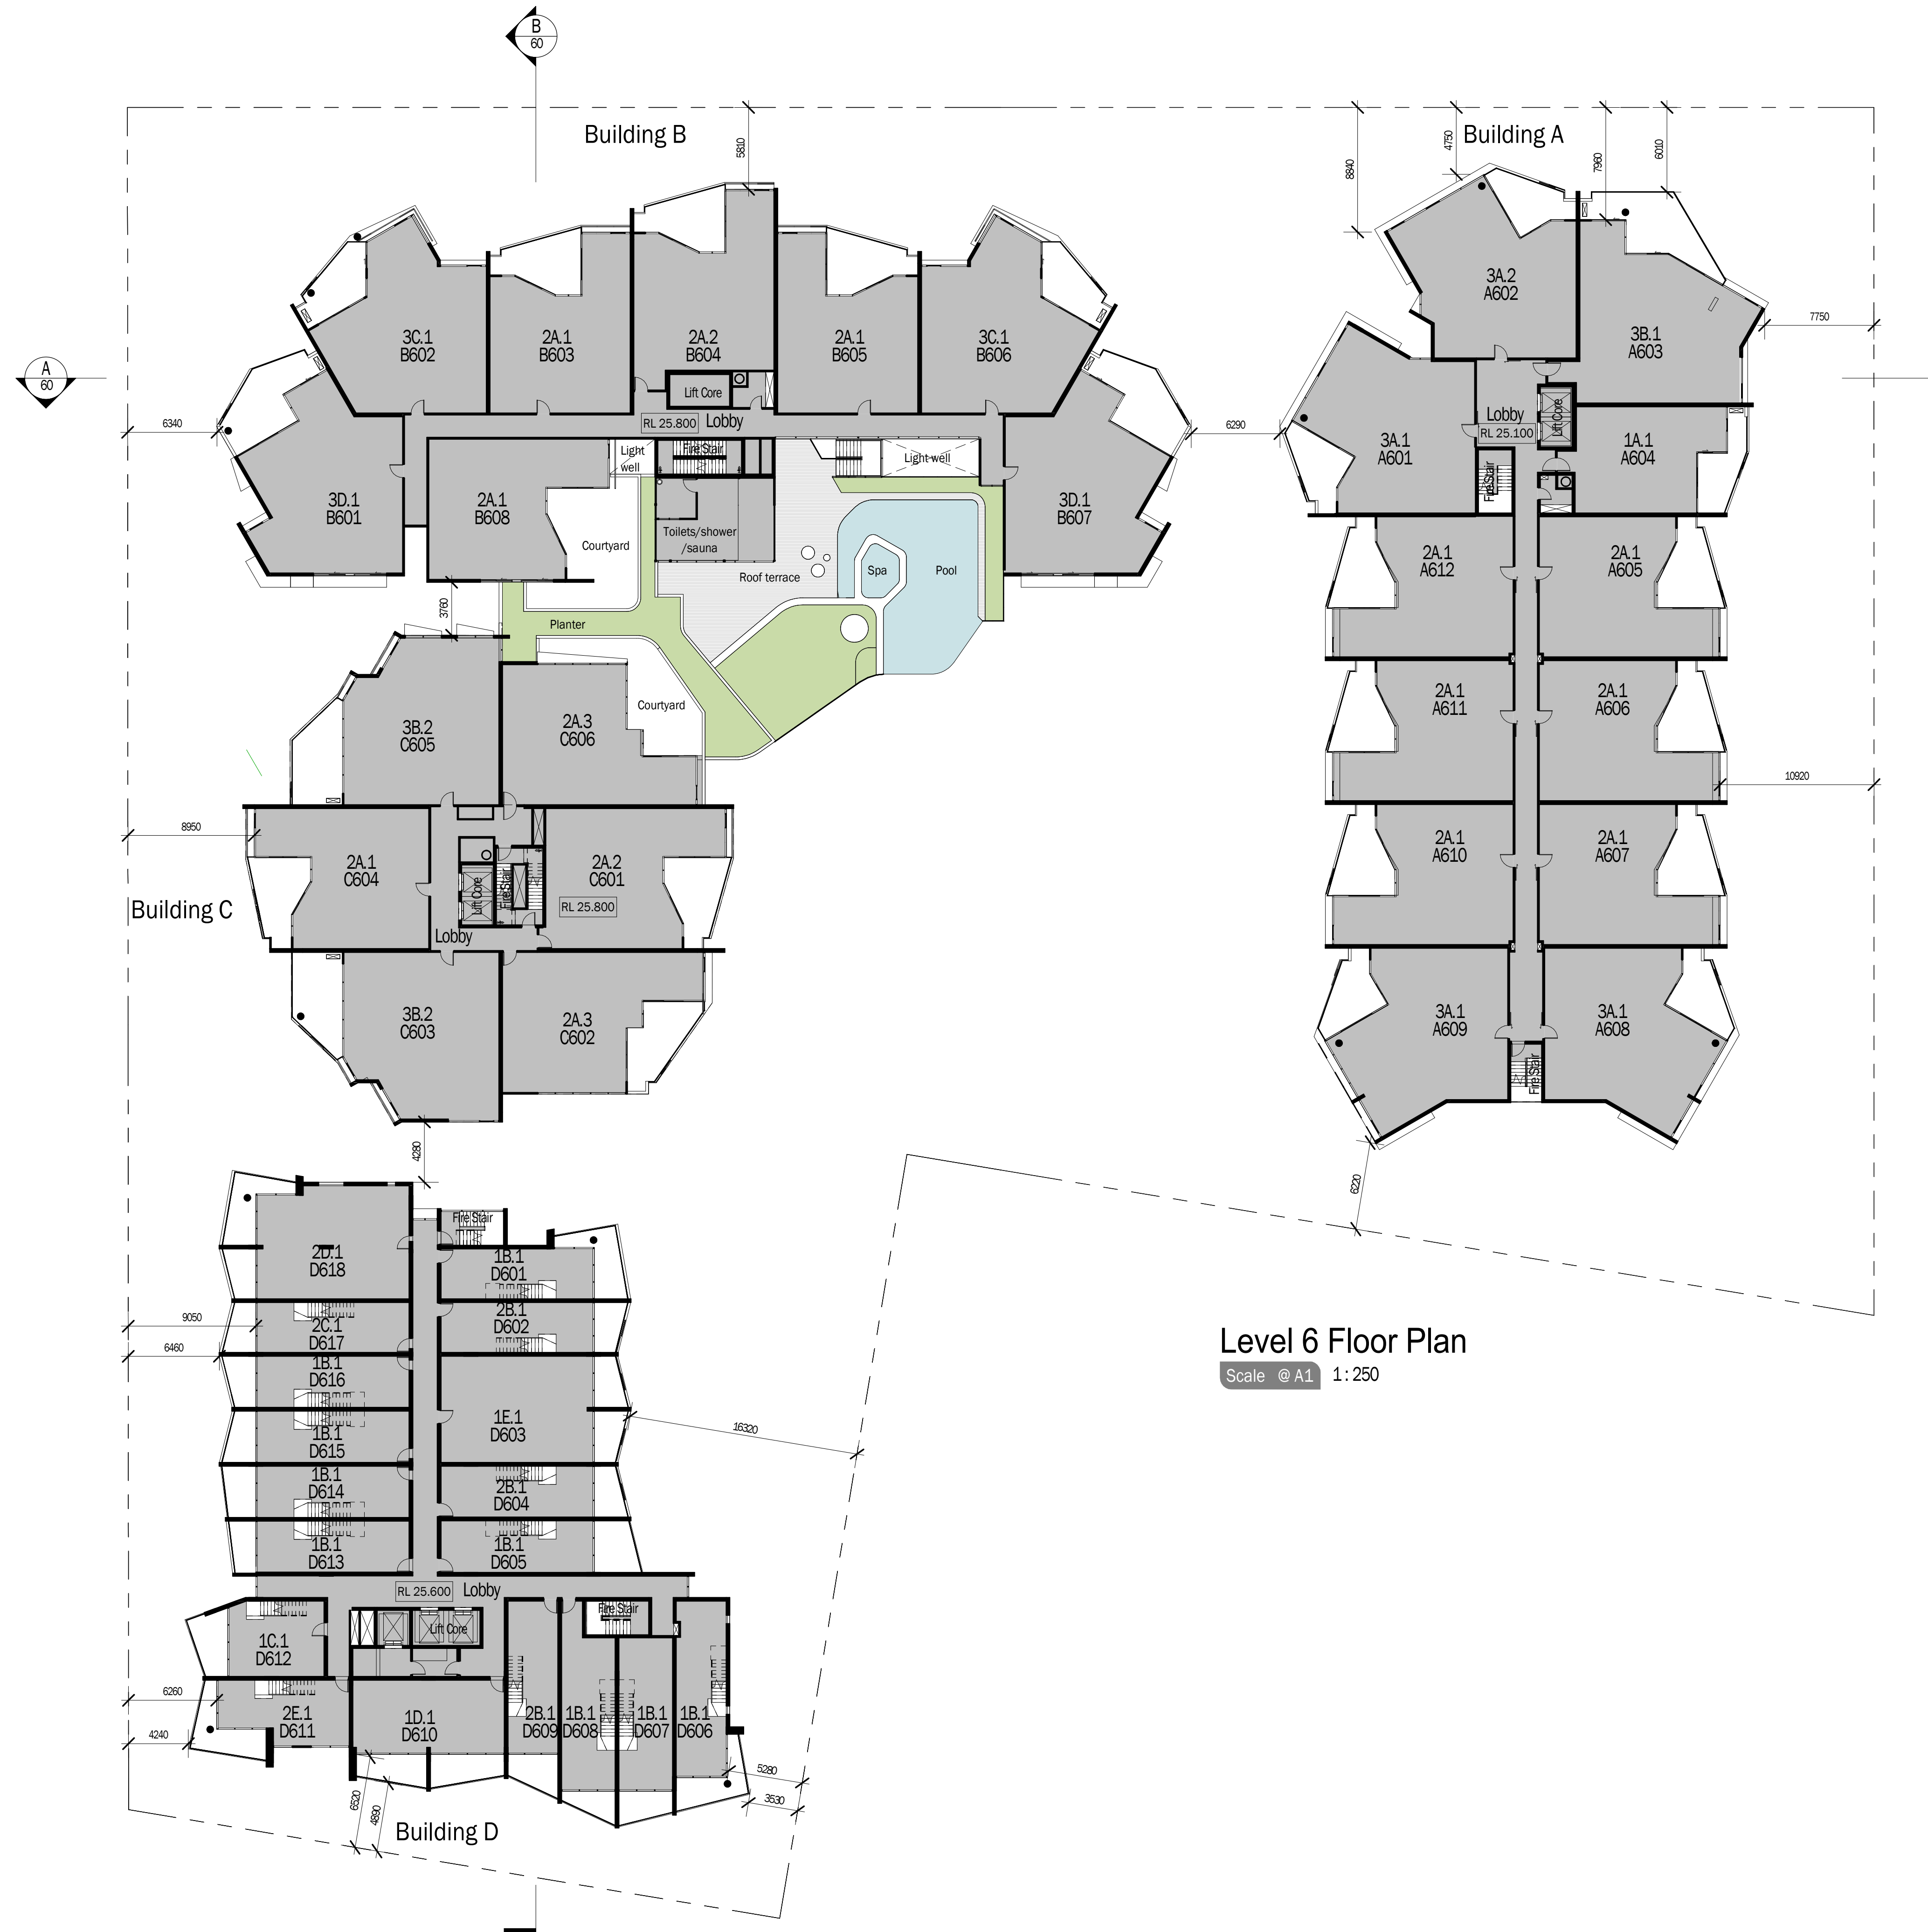 B
60
Building B
Building A
5810
8840
4750
7960
6010
3A.2
A602
3B.1
A603
7750
3C.1
B602
2A.1
B603
2A.2
B604
2A.1
B605
3C.1
B606
A
60
Lift Core
RL 25.800
Lobby
6340
6290
Lobby
RL 25.100
Lift Core
3A.1
A601
1A.1
A604
Fire Stair
Light
well
Fire Stair
Light well
3D.1
B601
2A.1
B608
3D.1
B607
Toilets/shower
/sauna
Courtyard
Roof terrace
Spa
Pool
2A.1
A612
2A.1
A605
3760
Planter
2A.1
A611
2A.1
A606
3B.2
C605
2A.3
C606
Courtyard
10920
8950
2A.1
C604
2A.2
C601
RL 25.800
Lift Core
Fire Stair
Lobby
Building C
2A.1
A610
2A.1
A607
3B.2
C603
2A.3
C602
3A.1
A609
3A.1
A608
Fire Stair
4280
6220
Fire Stair
2D.1
D618
1B.1
D601
9050
2C.1
D617
2B.1
D602
6460
1B.1
D616
1E.1
D603
1B.1
D615
16320
1B.1
D614
2B.1
D604
1B.1
D613
1B.1
D605
Level 6 Floor Plan
Scale @ A1
1 : 250
RL 25.600
Lobby
Fire Stair
Lift Core
1C.1
D612
6260
2E.1
D611
1D.1
D610
2B.1
D609
1B.1
D608
1B.1
D607
1B.1
D606
4240
5280
3530
6520
4890
Building D